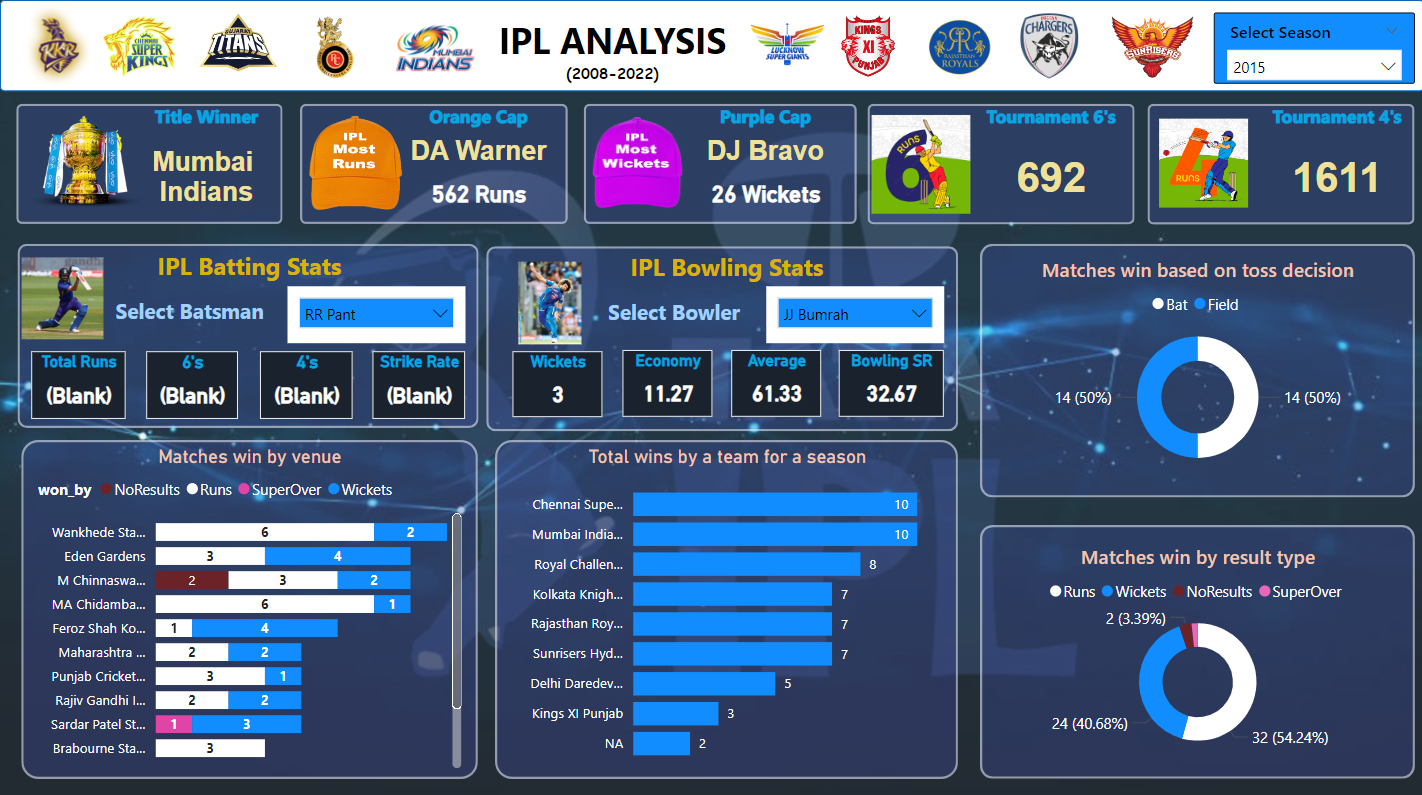 IPL ANALYSIS
(2008-2022)
CHENNAI
SUPER
KINGS
GUJARAT
TITANS
MUMBAI
INDIANS
LUCKNOW
SUPER GIANTS
KINGS
XI
PUNJAB
RAJASTHAN
ROYALS
CHARGERS
SUNRISERS
Select Season
2015
Title Winner
Mumbai
Indians
IPL
Most
Runs
Orange Cap
DA Warner
562 Runs
IPL
Most
Wickets
Purple Cap
DJ Bravo
26 Wickets
6
RUNS
Tournament 6's
692
4
RUNS
Tournament 4's
1611
IPL Batting Stats
Select Batsman
RR Pant
Total Runs
(Blank)
6's
(Blank)
4's
(Blank)
Strike Rate
(Blank)
IPL Bowling Stats
Select Bowler
JJ Bumrah
Wickets
3
Economy
11.27
Average
61.33
Bowling SR
32.67
Matches win based on toss decision
Bat Field
14 (50%) 14 (50%)
Matches win by venue
won_by NoResults Runs SuperOver Wickets
Wankhede Sta... 6 2
Eden Gardens 3 4
M Chinnaswa... 2 3 2
MA Chidamba... 6 1
Feroz Shah Ko... 1 4
Maharashtra ... 2 2
Punjab Cricket... 3 1
Rajiv Gandhi I... 2 2
Sardar Patel St... 1 3
Brabourne Sta... 3
Total wins by a team for a season
Chennai Supe... 10
Mumbai India... 10
Royal Challen... 8
Kolkata Knigh... 7
Rajasthan Roy... 7
Sunrisers Hyd... 7
Delhi Daredev... 5
Kings XI Punjab 3
NA 2
Matches win by result type
Runs Wickets NoResults SuperOver
2 (3.39%)
24 (40.68%)
32 (54.24%)
IPL